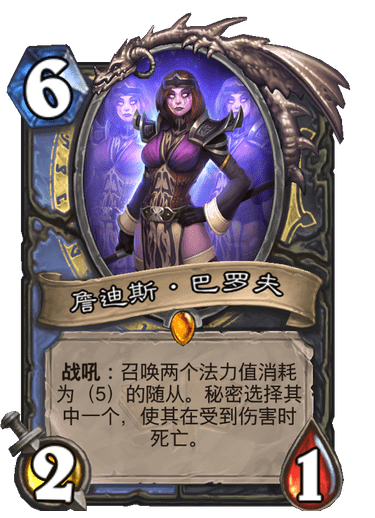 6
詹迪斯·巴罗夫
战吼：召唤两个法力值消耗
为（5）的随从。秘密选择其
中一个，使其在受到伤害时
死亡。
2
1